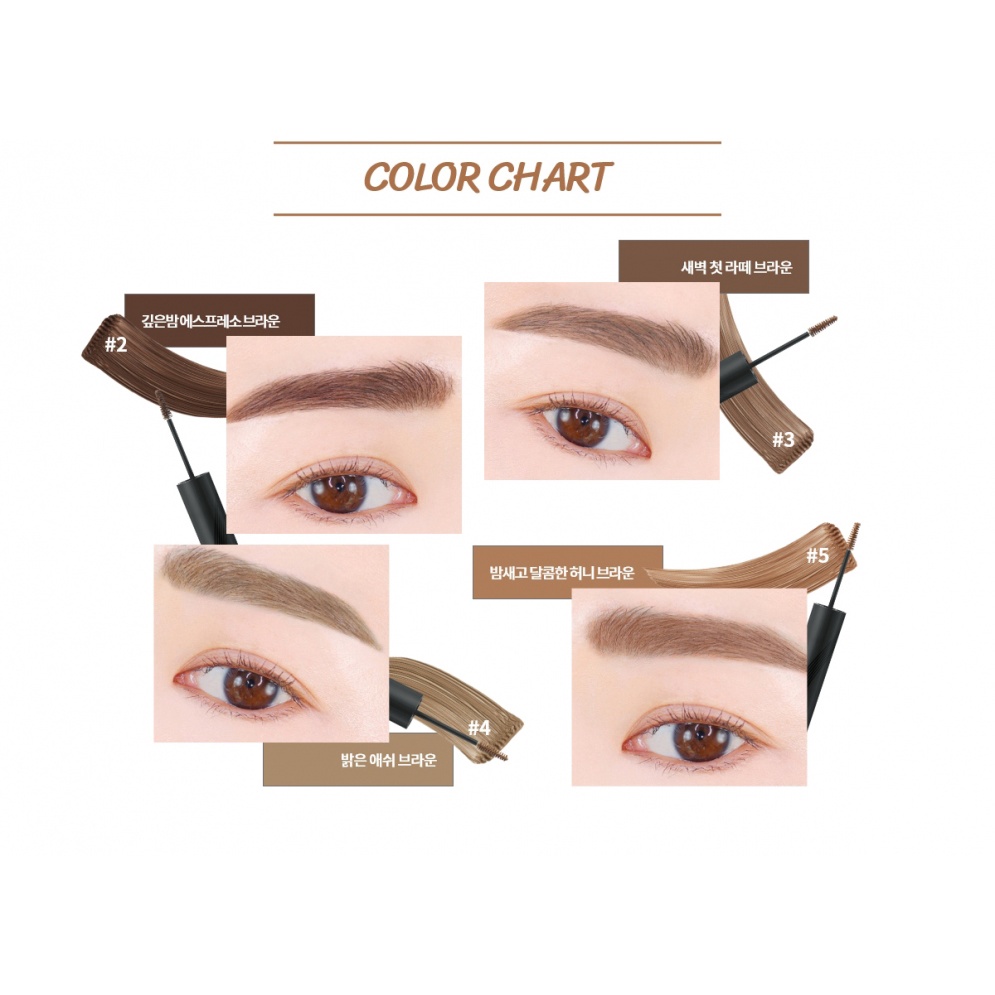 COLOR CHART
새벽 첫 라떼 브라운
깊은밤 에스프레소 브라운
#2
#3
밤새고 달콤한 허니 브라운
#5
#4
밝은 애쉬 브라운